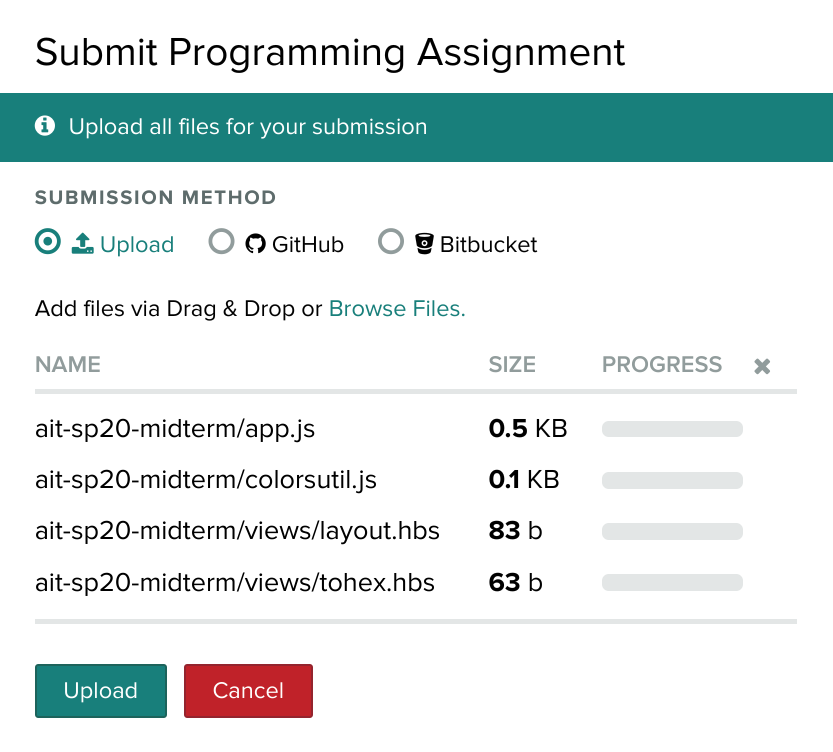 Submit Programming Assignment
Upload all files for your submission
SUBMISSION METHOD
Upload GitHub Bitbucket
Add files via Drag & Drop or Browse Files.
NAME SIZE PROGRESS
ait-sp20-midterm/app.js 0.5 KB
ait-sp20-midterm/colorsutil.js 0.1 KB
ait-sp20-midterm/views/layout.hbs 83 b
ait-sp20-midterm/views/tohex.hbs 63 b
Upload Cancel